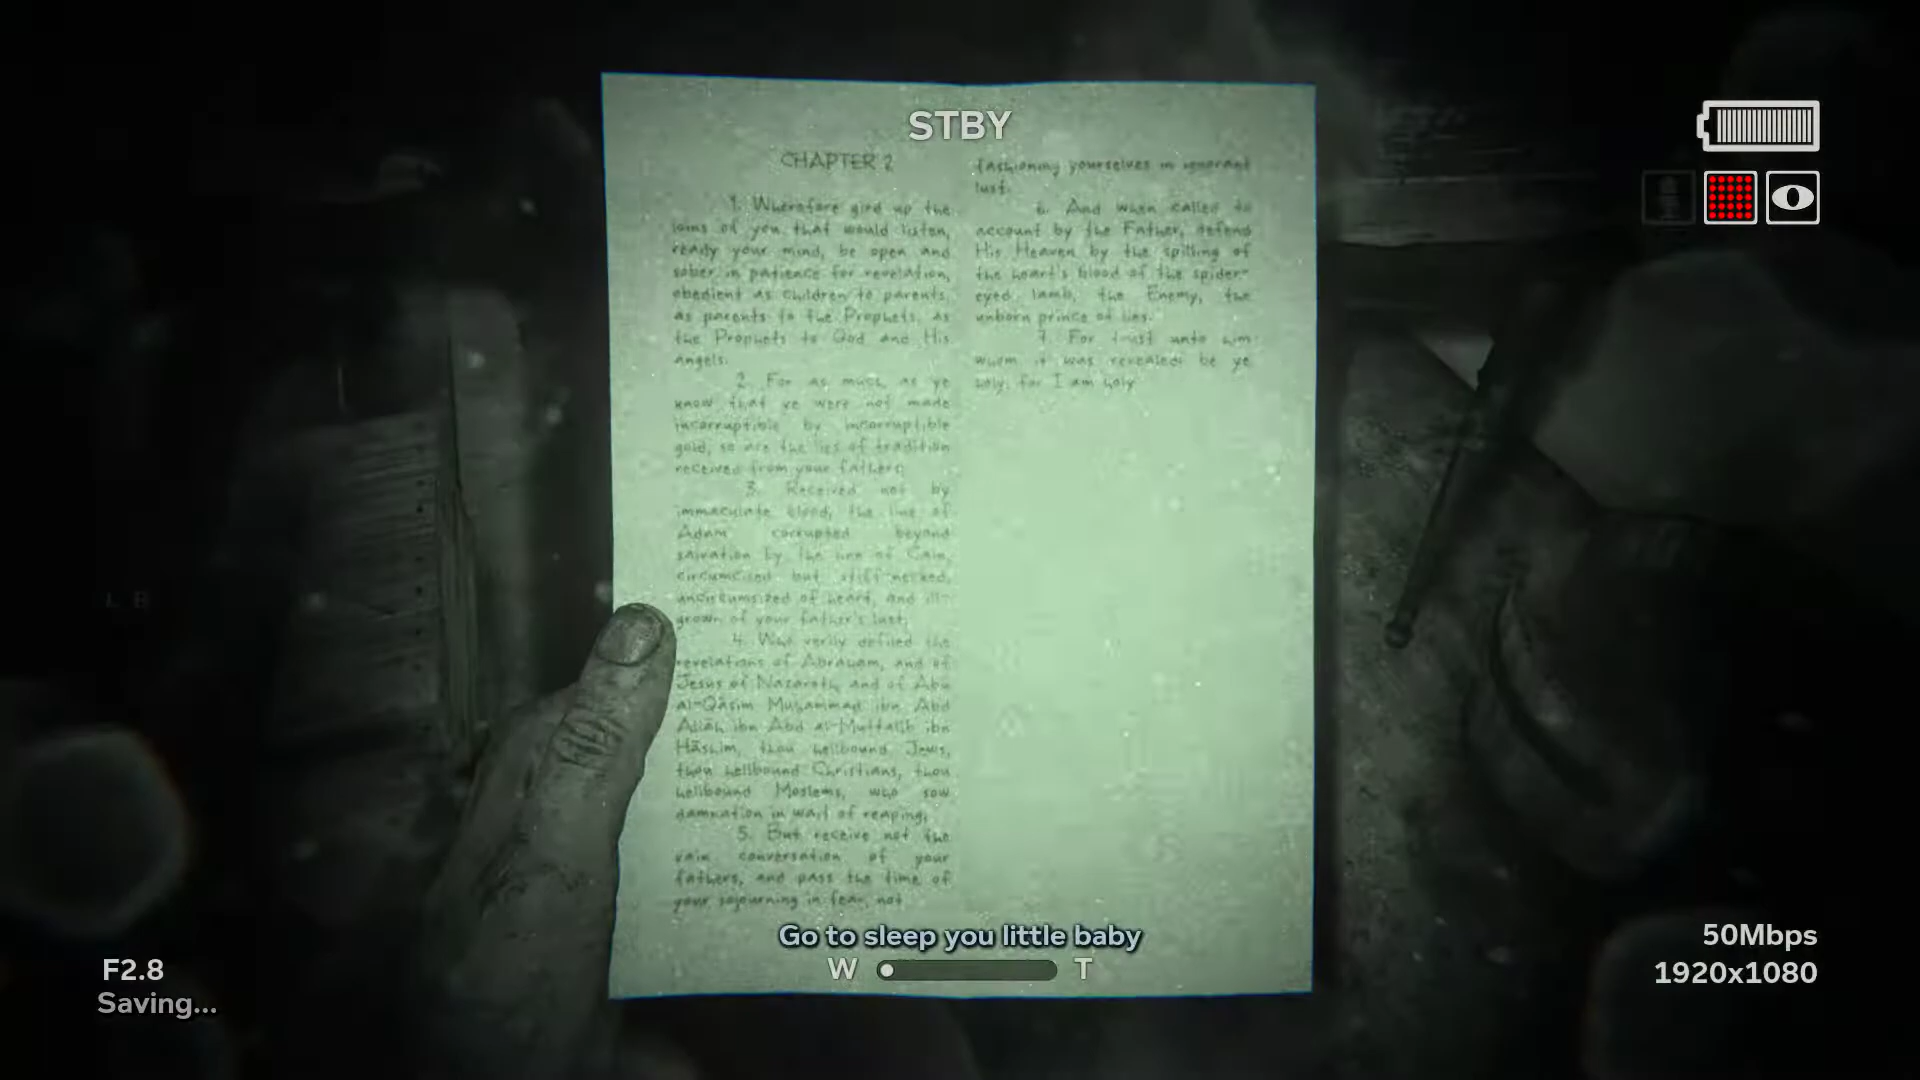 STBY
CHAPTER 2
1. Wherefore gird up the
loins of you that would listen,
ready your mind, be open and
sober in patience for revelation,
obedient as children to parents,
as parents to the Prophets, as
the Prophets to God and His
angels.
2. For as much as ye
know that ye were not made
incorruptible by incorruptible
gold, so are the lies of tradition
received from your fathers;
3. Received not by
immaculate blood, the line of
Adam corrupted beyond
salvation by the line of Cain,
circumcised but stiff-necked,
uncircumsized of heart, and ill-
grown of your father's lust;
4. Who verily defiled the
revelations of Abraham, and of
Jesus of Nazareth, and of Abu
al-Qāsim Muhammad ibn Abd
Allāh ibn Abd al-Muttalib ibn
Hāshim, thou hellbound Jews,
thou hellbound Christians, thou
hellbound Moslems, who sow
damnation in wait of reaping;
5. But receive not the
vain conversation of your
fathers, and pass the time of
your sojourning in fear, not
fashioning yourselves in ignorant
lust.
6. And when called to
account by the Father, defend
His Heaven by the spilling of
the heart's blood of the spider-
eyed lamb, the Enemy, the
unborn prince of lies.
7. For trust unto him
whom it was revealed: be ye
holy, for I am holy
Go to sleep you little baby
W T
F2.8
Saving...
50Mbps
1920x1080